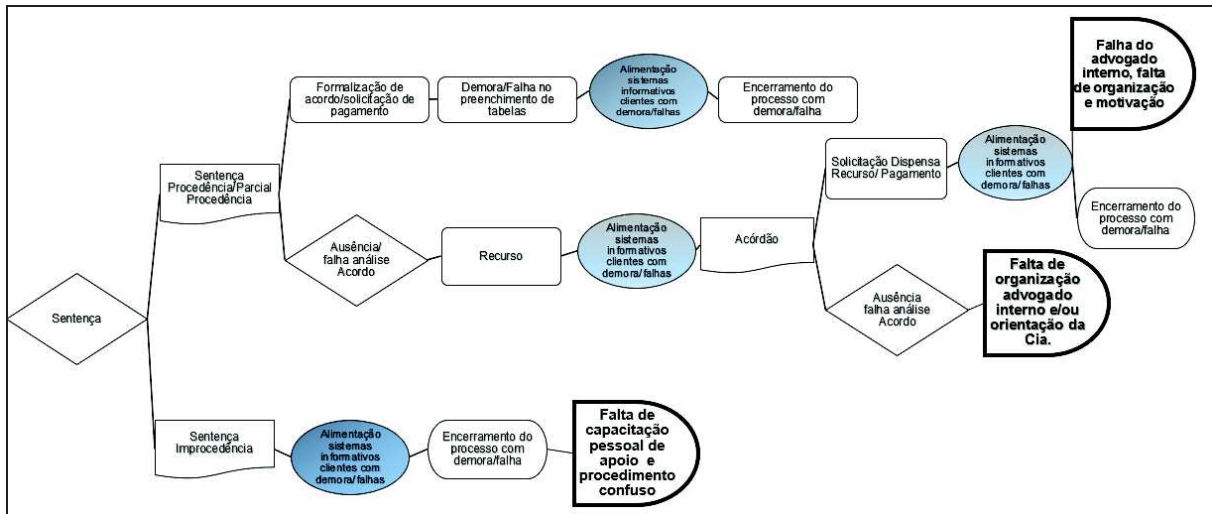 Falha do
advogado
interno, falta
de organização
e motivação
Formalização de
acordo/solicitação de
pagamento
Demora/Falha no
preenchimento de
tabelas
Alimentação
sistemas
informativos
clientes com
demora/falhas
Encerramento do
processo com
demora/falha
Sentença
Procedência/Parcial
Procedência
Solicitação Dispensa
Recurso/ Pagamento
Alimentação
sistemas
informativos
clientes com
demora/falhas
Encerramento do
processo com
demora/falha
Ausência/
falha análise
Acordo
Recurso
Alimentação
sistemas
informativos
clientes com
demora/falhas
Acórdão
Ausência
falha análise
Acordo
Falta de
organização
advogado
interno e/ou
orientação da
Cia.
Sentença
Sentença
Improcedência
Alimentação
sistemas
informativos
clientes com
demora/falhas
Encerramento do
processo com
demora/falha
Falta de
capacitação
pessoal de
apoio e
procedimento
confuso